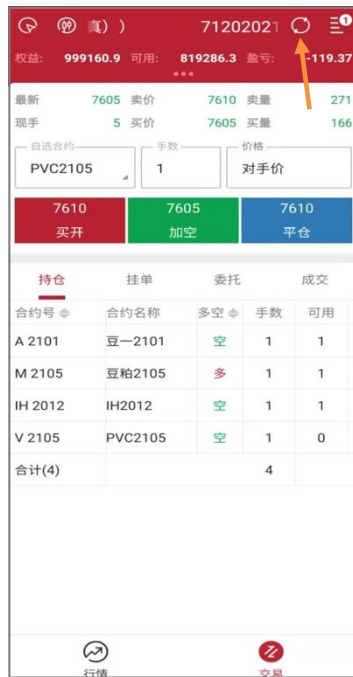 真) ) 71202021 1
权益: 999160.9 可用: 819286.3 盈亏: -119.37
最新 7605 卖价 7610 卖量 271
现手 5 买价 7605 买量 166
自选合约 手数 价格
PVC2105 1 对手价
7610 7605 7610
买开 加空 平仓
持仓 挂单 委托 成交
合约号 合约名称 多空 手数 可用
A 2101 豆一2101 空 1 1
M 2105 豆粕2105 多 1 1
IH 2012 IH2012 空 1 1
V 2105 PVC2105 空 1 0
合计(4) 4
行情 交易